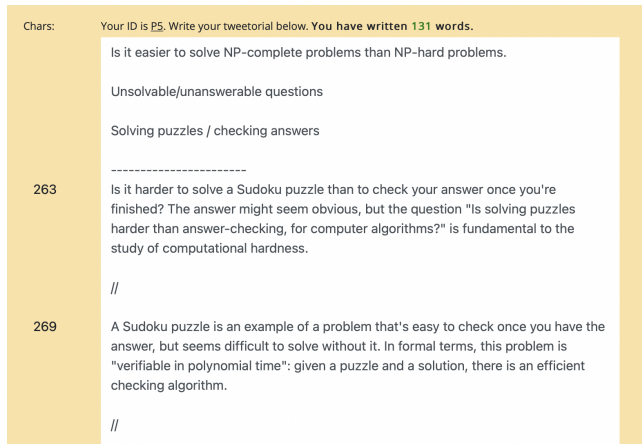 Chars:
Your ID is P5. Write your tweetorial below. You have written 131 words.
Is it easier to solve NP-complete problems than NP-hard problems.
Unsolvable/unanswerable questions
Solving puzzles / checking answers
-----------------------
263
Is it harder to solve a Sudoku puzzle than to check your answer once you're
finished? The answer might seem obvious, but the question "Is solving puzzles
harder than answer-checking, for computer algorithms?" is fundamental to the
study of computational hardness.
//
269
A Sudoku puzzle is an example of a problem that's easy to check once you have the
answer, but seems difficult to solve without it. In formal terms, this problem is
"verifiable in polynomial time": given a puzzle and a solution, there is an efficient
checking algorithm.
//